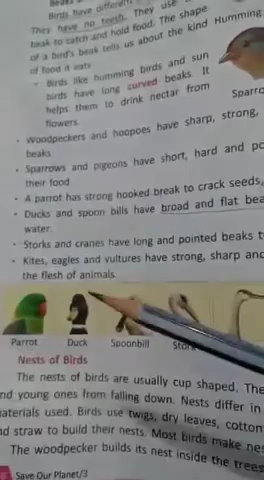 Beaks
Birds have different
They have no teeth. They use
beak to catch and hold food. The shape
of a bird's beak tells us about the kind
of food it eats
Humming
• Birds like humming birds and sun
birds have long curved beaks. It
helps them to drink nectar from
flowers.
Sparro
• Woodpeckers and hoopoes have sharp, strong,
beaks
• Sparrows and pigeons have short, hard and po
their food
• A parrot has strong hooked break to crack seeds,
• Ducks and spoon bills have broad and flat bea
water.
• Storks and cranes have long and pointed beaks t
• Kites, eagles and vultures have strong, sharp and
the flesh of animals.
Parrot Duck Spoonbill Stor
Nests of Birds
The nests of birds are usually cup shaped. The
nd young ones from falling down. Nests differ in
aterials used. Birds use twigs, dry leaves, cotton
nd straw to build their nests. Most birds make nes
The woodpecker builds its nest inside the trees
Save Our Planet/3